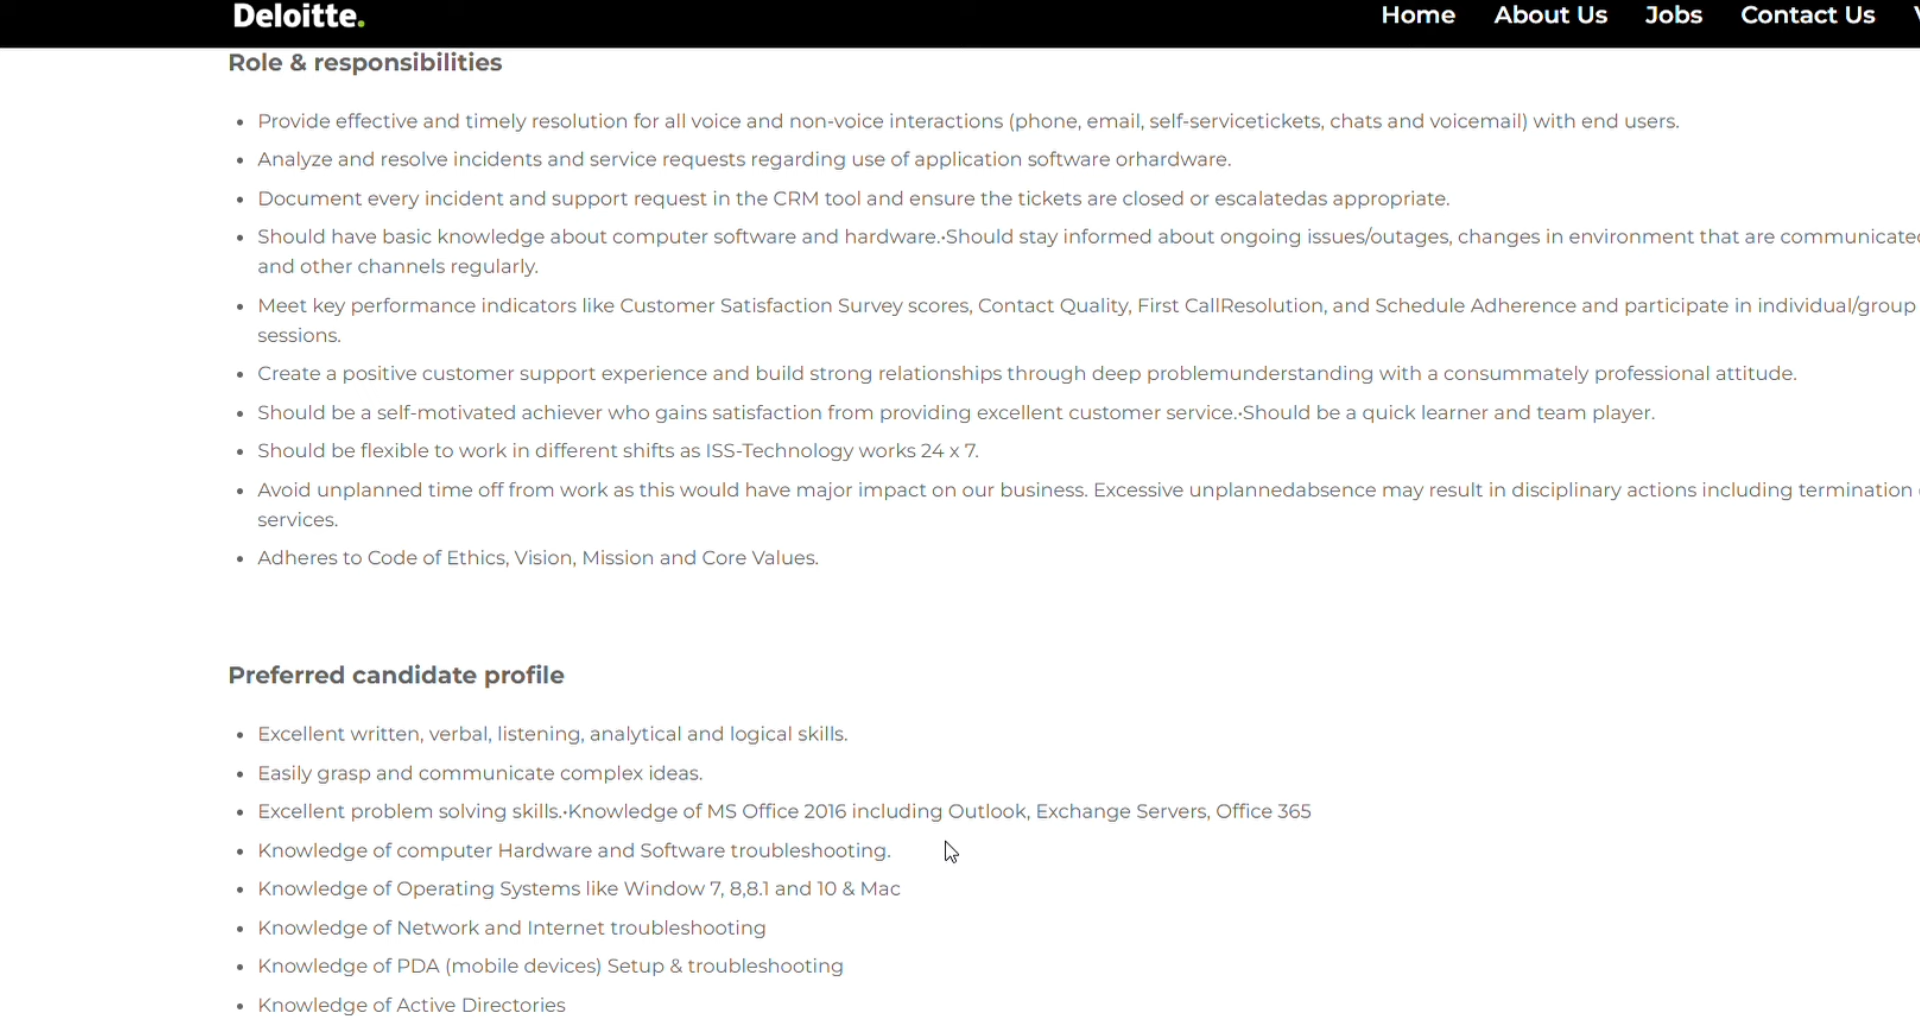 Deloitte.
Home About Us Jobs Contact Us
Role & responsibilities
• Provide effective and timely resolution for all voice and non-voice interactions (phone, email, self-servicetickets, chats and voicemail) with end users.
• Analyze and resolve incidents and service requests regarding use of application software orhardware.
• Document every incident and support request in the CRM tool and ensure the tickets are closed or escalatedas appropriate.
• Should have basic knowledge about computer software and hardware.•Should stay informed about ongoing issues/outages, changes in environment that are communicated
and other channels regularly.
• Meet key performance indicators like Customer Satisfaction Survey scores, Contact Quality, First CallResolution, and Schedule Adherence and participate in individual/group
sessions.
• Create a positive customer support experience and build strong relationships through deep problemunderstanding with a consummately professional attitude.
• Should be a self-motivated achiever who gains satisfaction from providing excellent customer service.•Should be a quick learner and team player.
• Should be flexible to work in different shifts as ISS-Technology works 24 x 7.
• Avoid unplanned time off from work as this would have major impact on our business. Excessive unplannedabsence may result in disciplinary actions including termination
services.
• Adheres to Code of Ethics, Vision, Mission and Core Values.
Preferred candidate profile
• Excellent written, verbal, listening, analytical and logical skills.
• Easily grasp and communicate complex ideas.
• Excellent problem solving skills.•Knowledge of MS Office 2016 including Outlook, Exchange Servers, Office 365
• Knowledge of computer Hardware and Software troubleshooting.
• Knowledge of Operating Systems like Window 7, 8,8.1 and 10 & Mac
• Knowledge of Network and Internet troubleshooting
• Knowledge of PDA (mobile devices) Setup & troubleshooting
• Knowledge of Active Directories